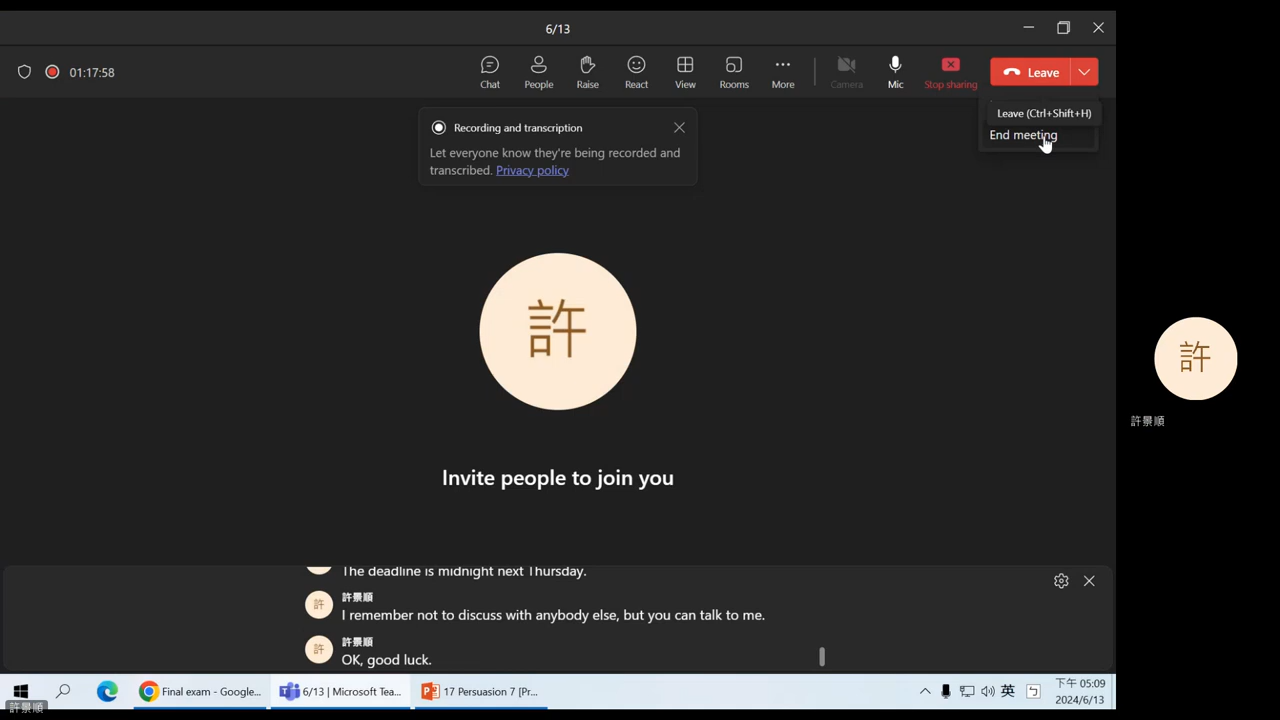 6/13
01:17:58
Chat
People
Raise
React
View
Rooms
More
Camera
Mic
Stop sharing
Leave
Leave (Ctrl+Shift+H)
End meeting
Recording and transcription
Let everyone know they're being recorded and
transcribed. Privacy policy
許
Invite people to join you
許
許景順
The deadline is midnight next Thursday.
許景順
許
I remember not to discuss with anybody else, but you can talk to me.
許景順
許
OK, good luck.
Final exam - Google...
6/13 | Microsoft Tea...
17 Persuasion 7 [Pr...
英
下午 05:09
2024/6/13
許景順